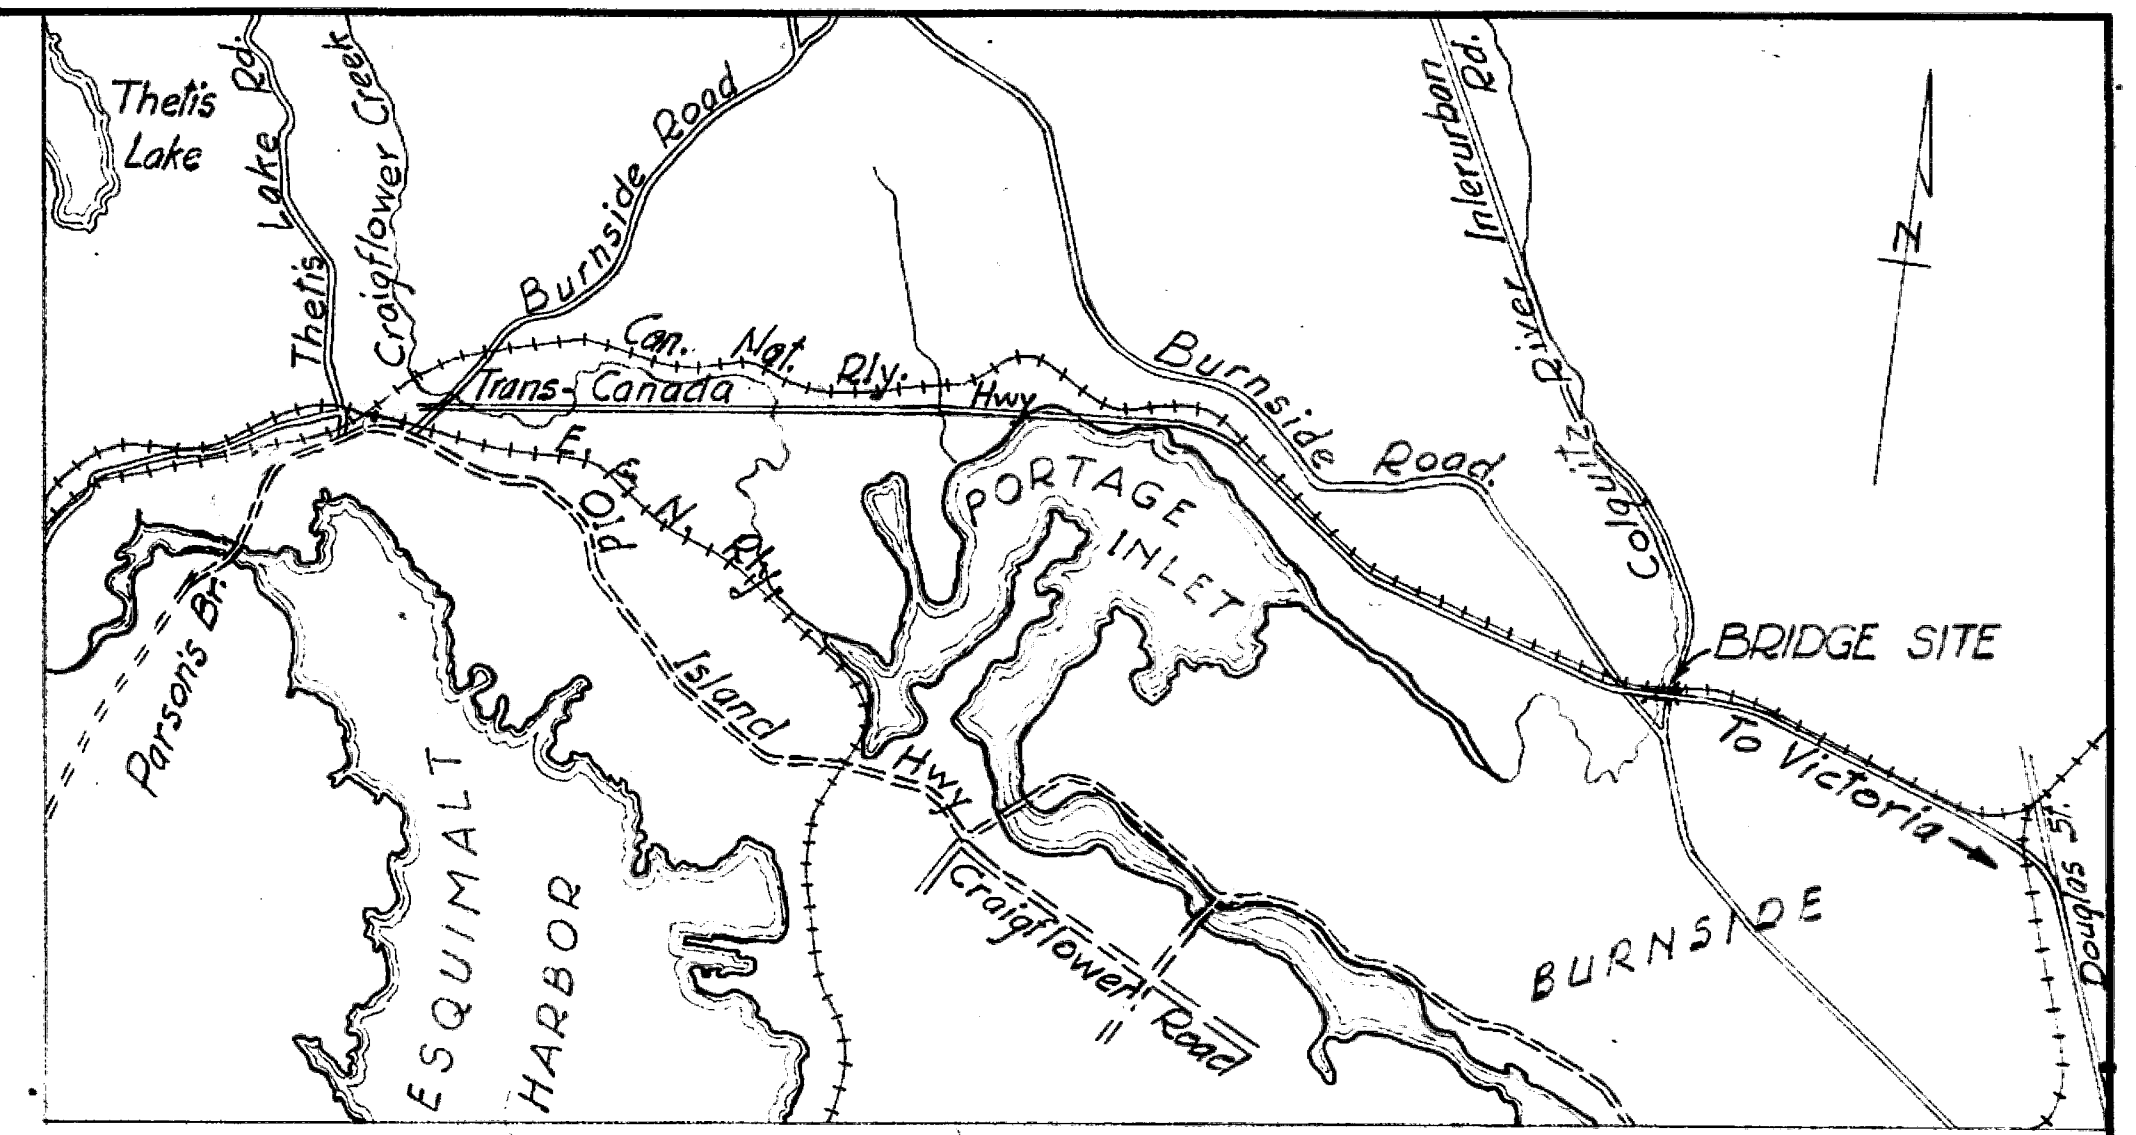 Thetis
Lake
Thetis Lake Rd.
Craigflower Creek
Burnside Road
Interurban Rd.
N
Can. Nat. Rly.
Trans-Canada Hwy
Burnside Road.
Colquitz River
E. & N. Rly
PORTAGE
INLET
Old Island Hwy
Parson's Br.
BRIDGE SITE
To Victoria
Douglas St.
ESQUIMALT
HARBOR
Craigflower Road
BURNSIDE